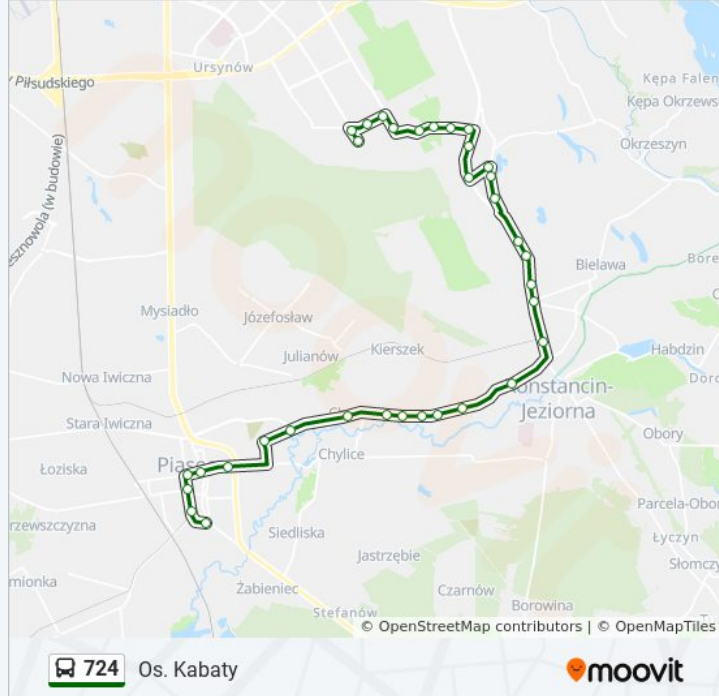 Ursynów
y Piłsudskiego
Kępa Falen
Kępa Okrzews
Okrzeszyn
esznowola (w budowie)
Bielawa
Bore
Mysiadło
Józefosław
Julianów
Kierszek
Habdzin
Nowa Iwiczna
Konstancin-
Jeziorna
Stara Iwiczna
Obory
Piase
Chylice
Łoziska
Parcela-Obor
rzewszczyzna
Siedliska
Łyczyn
Jastrzębie
Słomczy
mionka
Żabieniec
Czarnów
Borowina
Stefanów
© OpenStreetMap contributors | © OpenMapTiles
724 Os. Kabaty
moovit